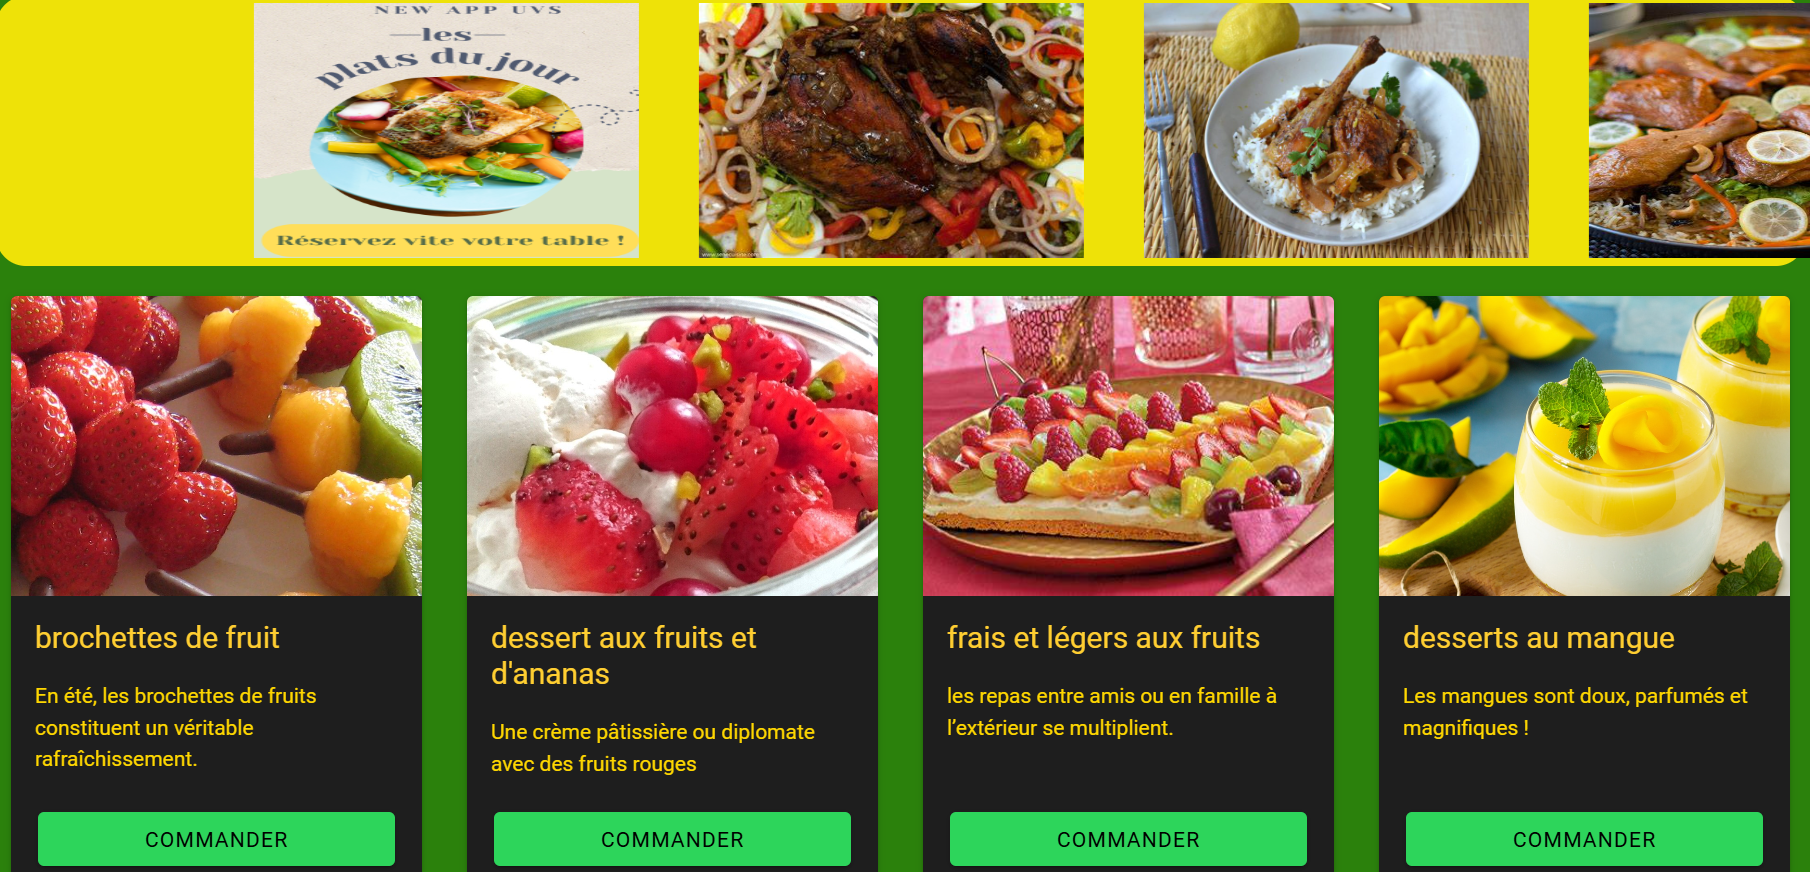 NEW APP UVS
les
plats du jour
Réservez vite votre table !
brochettes de fruit
En été, les brochettes de fruits
constituent un véritable
rafraîchissement.
COMMANDER
dessert aux fruits et
d'ananas
Une crème pâtissière ou diplomate
avec des fruits rouges
COMMANDER
frais et légers aux fruits
les repas entre amis ou en famille à
l’extérieur se multiplient.
COMMANDER
desserts au mangue
Les mangues sont doux, parfumés et
magnifiques !
COMMANDER